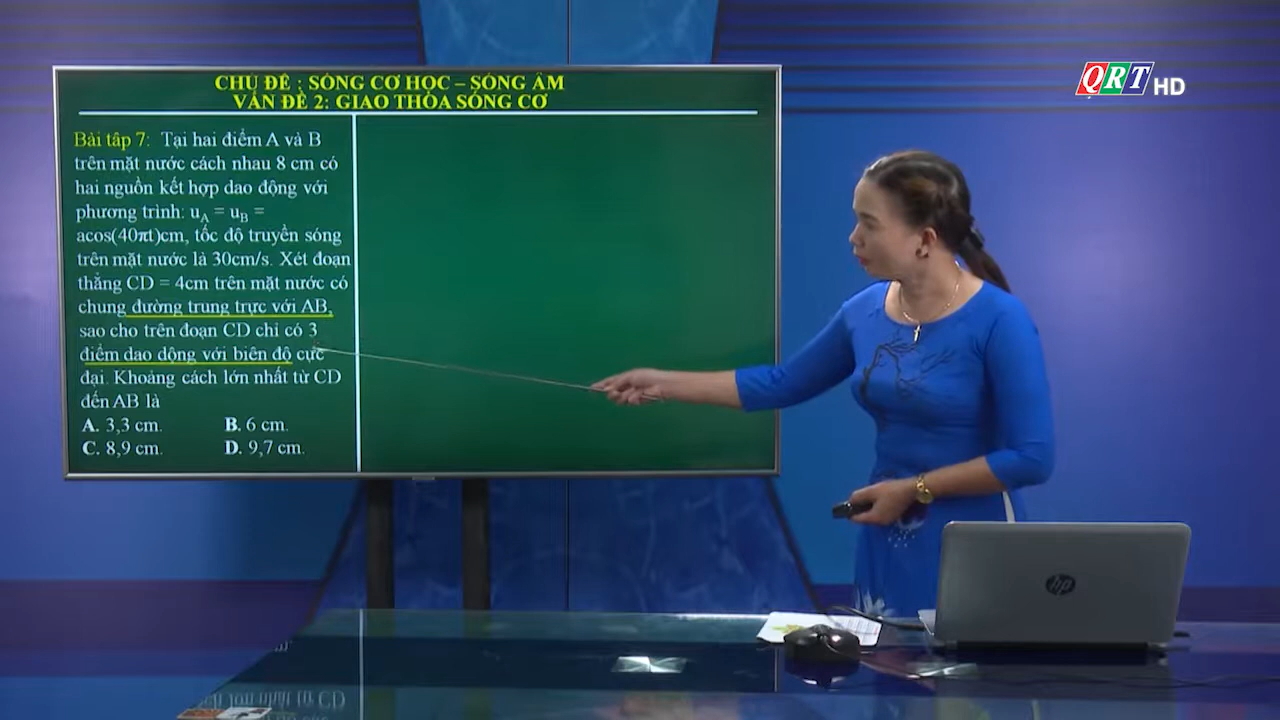 CHỦ ĐỀ : SÓNG CƠ HỌC – SÓNG ÂM
VẤN ĐỀ 2: GIAO THOA SÓNG CƠ
QRT HD
Bài tâp 7: Tại hai điểm A và B
trên mặt nước cách nhau 8 cm có
hai nguồn kết hợp dao động với
phương trình: uA = uB =
acos(40πt)cm, tốc độ truyền sóng
trên mặt nước là 30cm/s. Xét đoạn
thẳng CD = 4cm trên mặt nước có
chung đường trung trực với AB,
sao cho trên đoạn CD chỉ có 3
điểm dao dộng với biên độ cực
đại. Khoảng cách lớn nhất từ CD
đến AB là
A. 3,3 cm. B. 6 cm.
C. 8,9 cm. D. 9,7 cm.
hp